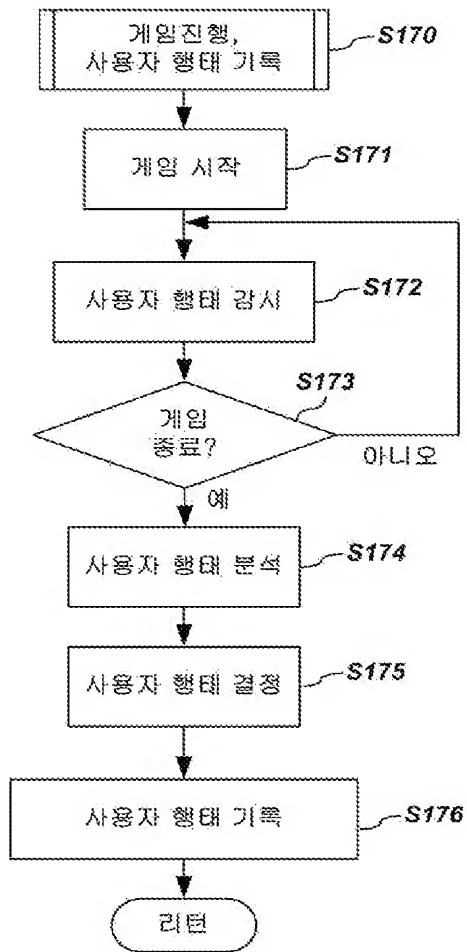 게임진행,
사용자 행태 기록
S170
게임 시작
S171
사용자 행태 감시
S172
S173
게임
종료?
아니오
예
사용자 행태 분석
S174
사용자 행태 결정
S175
사용자 행태 기록
S176
리턴